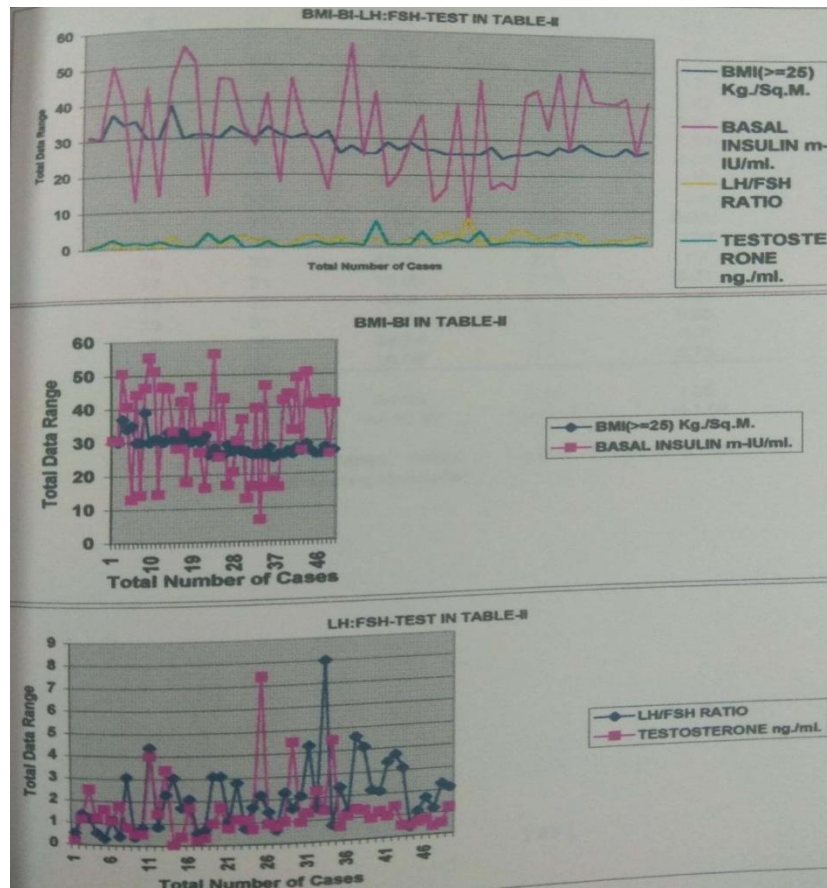 BMI-BI-LH:FSH-TEST IN TABLE-II
Total Data Range
60
50
40
30
20
10
0
Total Number of Cases
BMI(>=25)
Kg./Sq.M.
BASAL
INSULIN m-
IU/ml.
LH/FSH
RATIO
TESTOSTE
RONE
ng./ml.
BMI-BI IN TABLE-II
Total Data Range
60
50
40
30
20
10
0
1
10
19
28
37
46
Total Number of Cases
BMI(>=25) Kg./Sq.M.
BASAL INSULIN m-IU/ml.
LH:FSH-TEST IN TABLE-II
Total Data Range
9
8
7
6
5
4
3
2
1
0
1
6
11
16
21
26
31
36
41
46
Total Number of Cases
LH/FSH RATIO
TESTOSTERONE ng./ml.